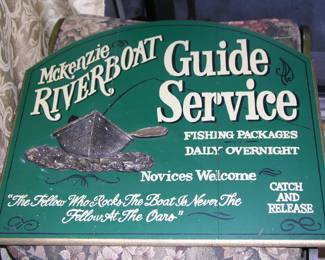 McKenzie
RIVERBOAT
Guide
Service
FISHING PACKAGES
DAILY OVERNIGHT
Novices Welcome
CATCH
AND
RELEASE
"The Fellow Who Rocks The Boat Is Never The
Fellow At The Oars."